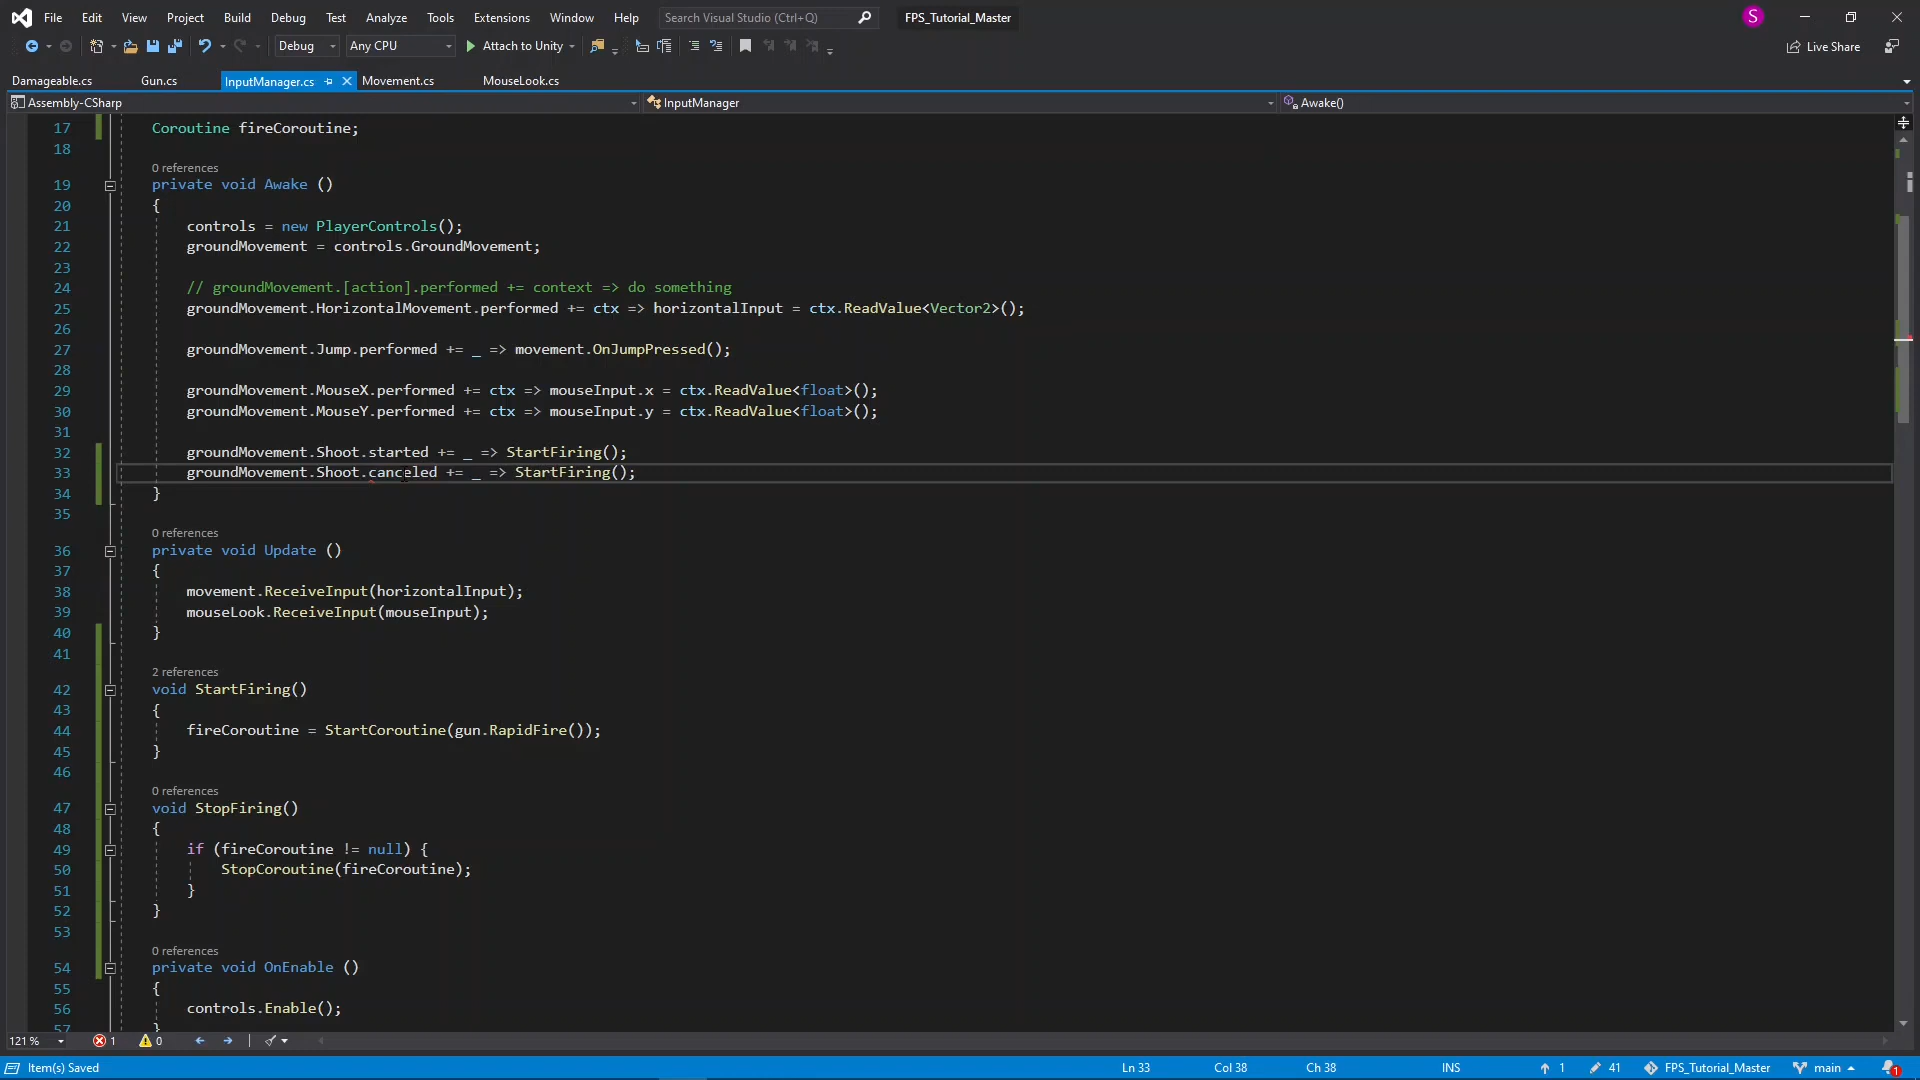 File Edit View Project Build Debug Test Analyze Tools Extensions Window Help Search Visual Studio (Ctrl+Q) FPS_Tutorial_Master S
Debug Any CPU Attach to Unity Live Share
Damageable.cs Gun.cs InputManager.cs Movement.cs MouseLook.cs
Assembly-CSharp InputManager Awake()
17 Coroutine fireCoroutine;
18
0 references
19 private void Awake ()
20 {
21 controls = new PlayerControls();
22 groundMovement = controls.GroundMovement;
23
24 // groundMovement.[action].performed += context => do something
25 groundMovement.HorizontalMovement.performed += ctx => horizontalInput = ctx.ReadValue<Vector2>();
26
27 groundMovement.Jump.performed += _ => movement.OnJumpPressed();
28
29 groundMovement.MouseX.performed += ctx => mouseInput.x = ctx.ReadValue<float>();
30 groundMovement.MouseY.performed += ctx => mouseInput.y = ctx.ReadValue<float>();
31
32 groundMovement.Shoot.started += _ => StartFiring();
33 groundMovement.Shoot.canceled += _ => StartFiring();
34 }
35
0 references
36 private void Update ()
37 {
38 movement.ReceiveInput(horizontalInput);
39 mouseLook.ReceiveInput(mouseInput);
40 }
41
2 references
42 void StartFiring()
43 {
44 fireCoroutine = StartCoroutine(gun.RapidFire());
45 }
46
0 references
47 void StopFiring()
48 {
49 if (fireCoroutine != null) {
50 StopCoroutine(fireCoroutine);
51 }
52 }
53
0 references
54 private void OnEnable ()
55 {
56 controls.Enable();
57 }
121 % 1 0
Item(s) Saved Ln 33 Col 38 Ch 38 INS 1 41 FPS_Tutorial_Master main 1